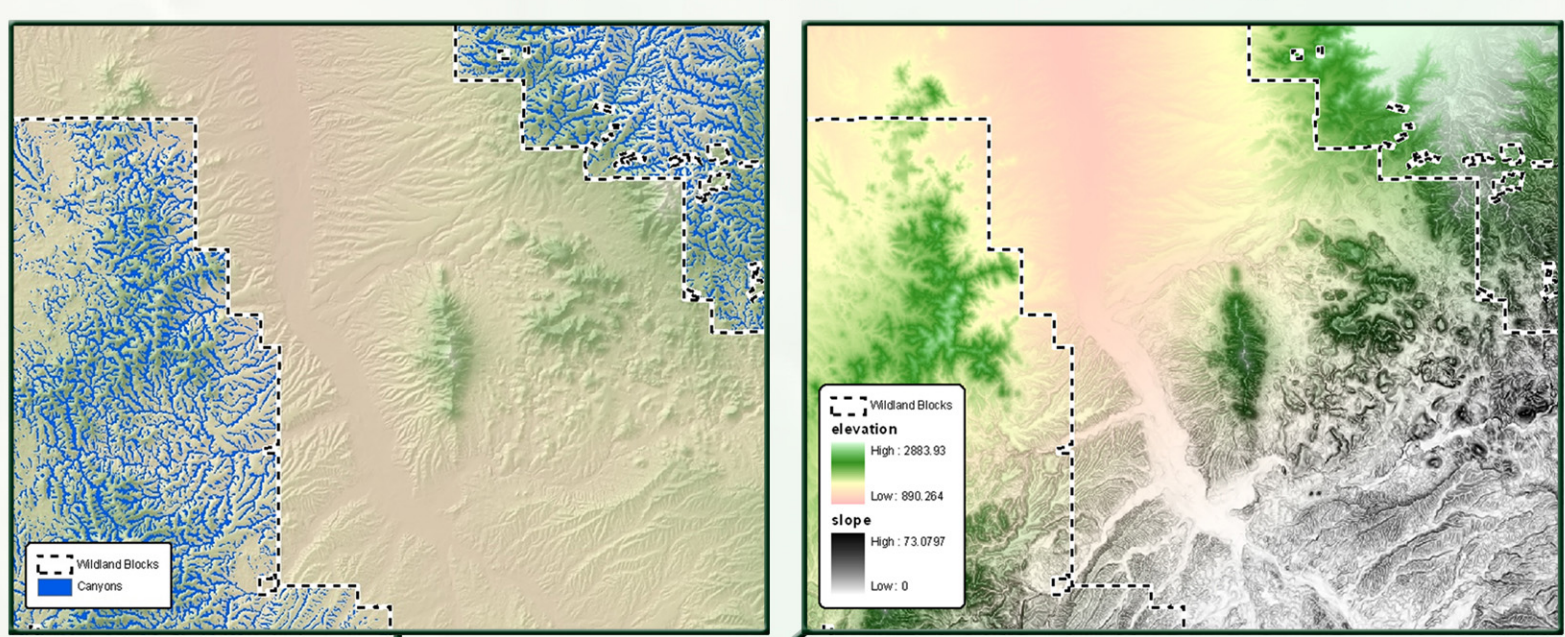 Wildland Blocks
Canyons
Wildland Blocks
elevation
High : 2883.93
Low : 890.264
slope
High : 73.0797
Low : 0